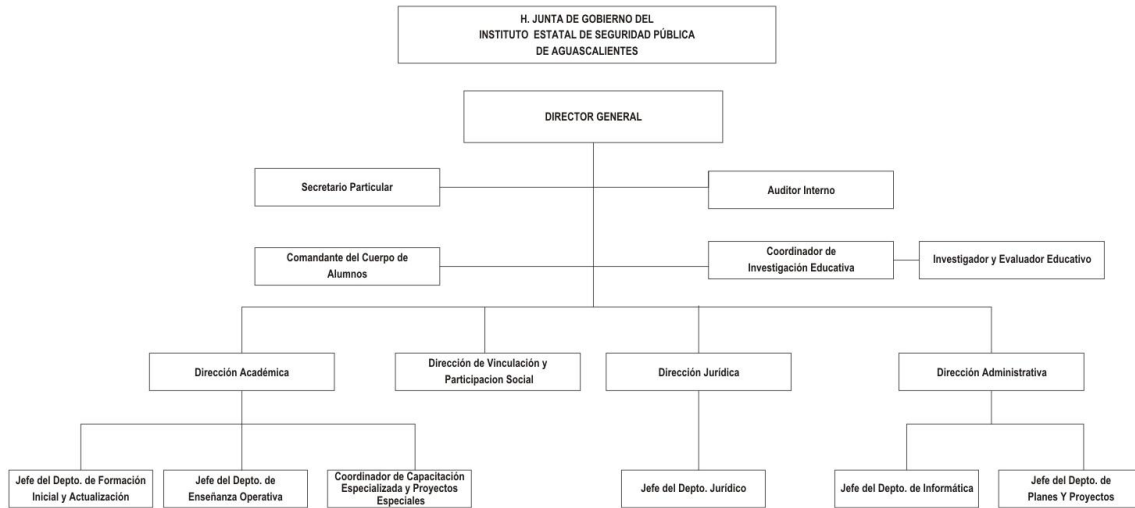 H. JUNTA DE GOBIERNO DEL
INSTITUTO ESTATAL DE SEGURIDAD PÚBLICA
DE AGUASCALIENTES
DIRECTOR GENERAL
Secretario Particular
Auditor Interno
Comandante del Cuerpo de
Alumnos
Coordinador de
Investigación Educativa
Investigador y Evaluador Educativo
Dirección Académica
Dirección de Vinculación y
Participacion Social
Dirección Jurídica
Dirección Administrativa
Jefe del Depto. de Formación
Inicial y Actualización
Jefe del Depto. de
Enseñanza Operativa
Coordinador de Capacitación
Especializada y Proyectos
Especiales
Jefe del Depto. Jurídico
Jefe del Depto. de Informática
Jefe del Depto. de
Planes Y Proyectos